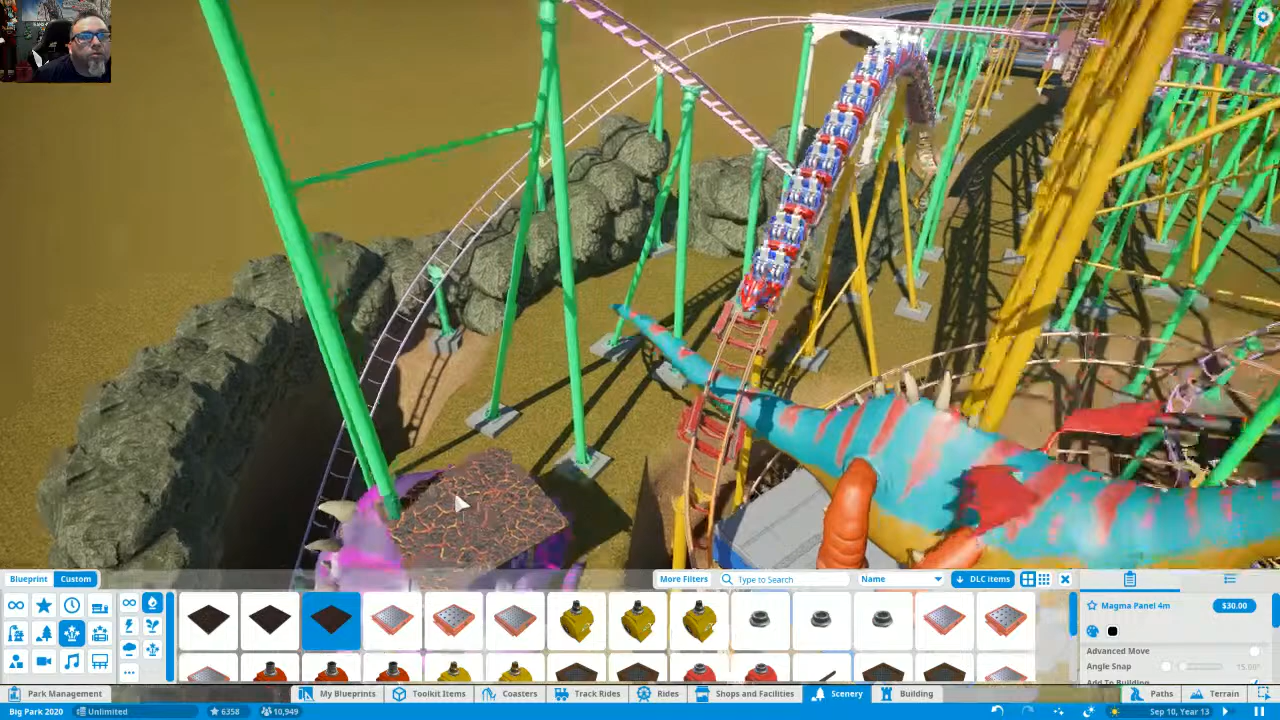 Blueprint Custom More Filters Type to Search Name DLC items
Magma Panel 4m $30.00
Advanced Move
Angle Snap 15.00°
Park Management My Blueprints Toolkit Items Coasters Track Rides Rides Shops and Facilities Scenery Building Paths Terrain
Big Park 2020 Unlimited 6358 10,949 Sep 10, Year 13